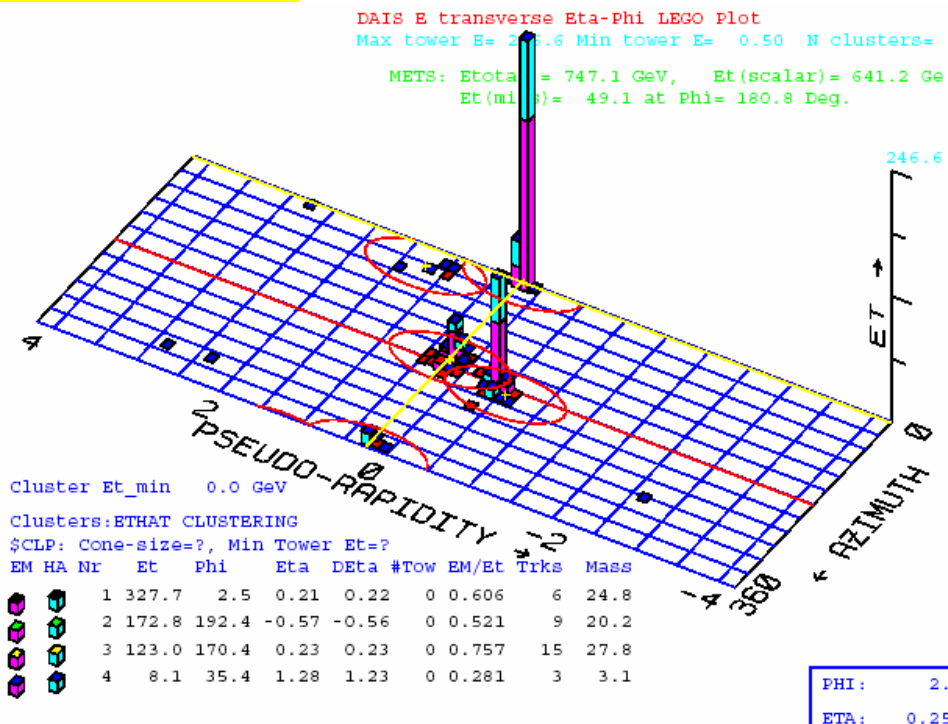 DAIS E transverse Eta-Phi LEGO Plot
Max tower E= 2 6.6 Min tower E= 0.50 N clusters=
METS: Etota = 747.1 GeV, Et(scalar)= 641.2 Ge
Et(mi s)= 49.1 at Phi= 180.8 Deg.
246.6
ET →
4
2
PSEUDO-RAPIDITY
0
-2
-4
0
← AZIMUTH
360
Cluster Et_min 0.0 GeV
Clusters:ETHAT CLUSTERING
$CLP: Cone-size=?, Min Tower Et=?
EM HA Nr Et Phi Eta DEta #Tow EM/Et Trks Mass
1 327.7 2.5 0.21 0.22 0 0.606 6 24.8
2 172.8 192.4 -0.57 -0.56 0 0.521 9 20.2
3 123.0 170.4 0.23 0.23 0 0.757 15 27.8
4 8.1 35.4 1.28 1.23 0 0.281 3 3.1
PHI: 2.
ETA: 0.25